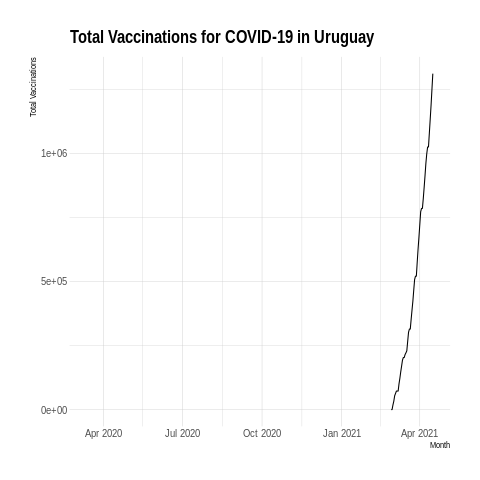 Total Vaccinations for COVID-19 in Uruguay
Total Vaccinations
1e+06
5e+05
0e+00
Apr 2020 Jul 2020 Oct 2020 Jan 2021 Apr 2021
Month